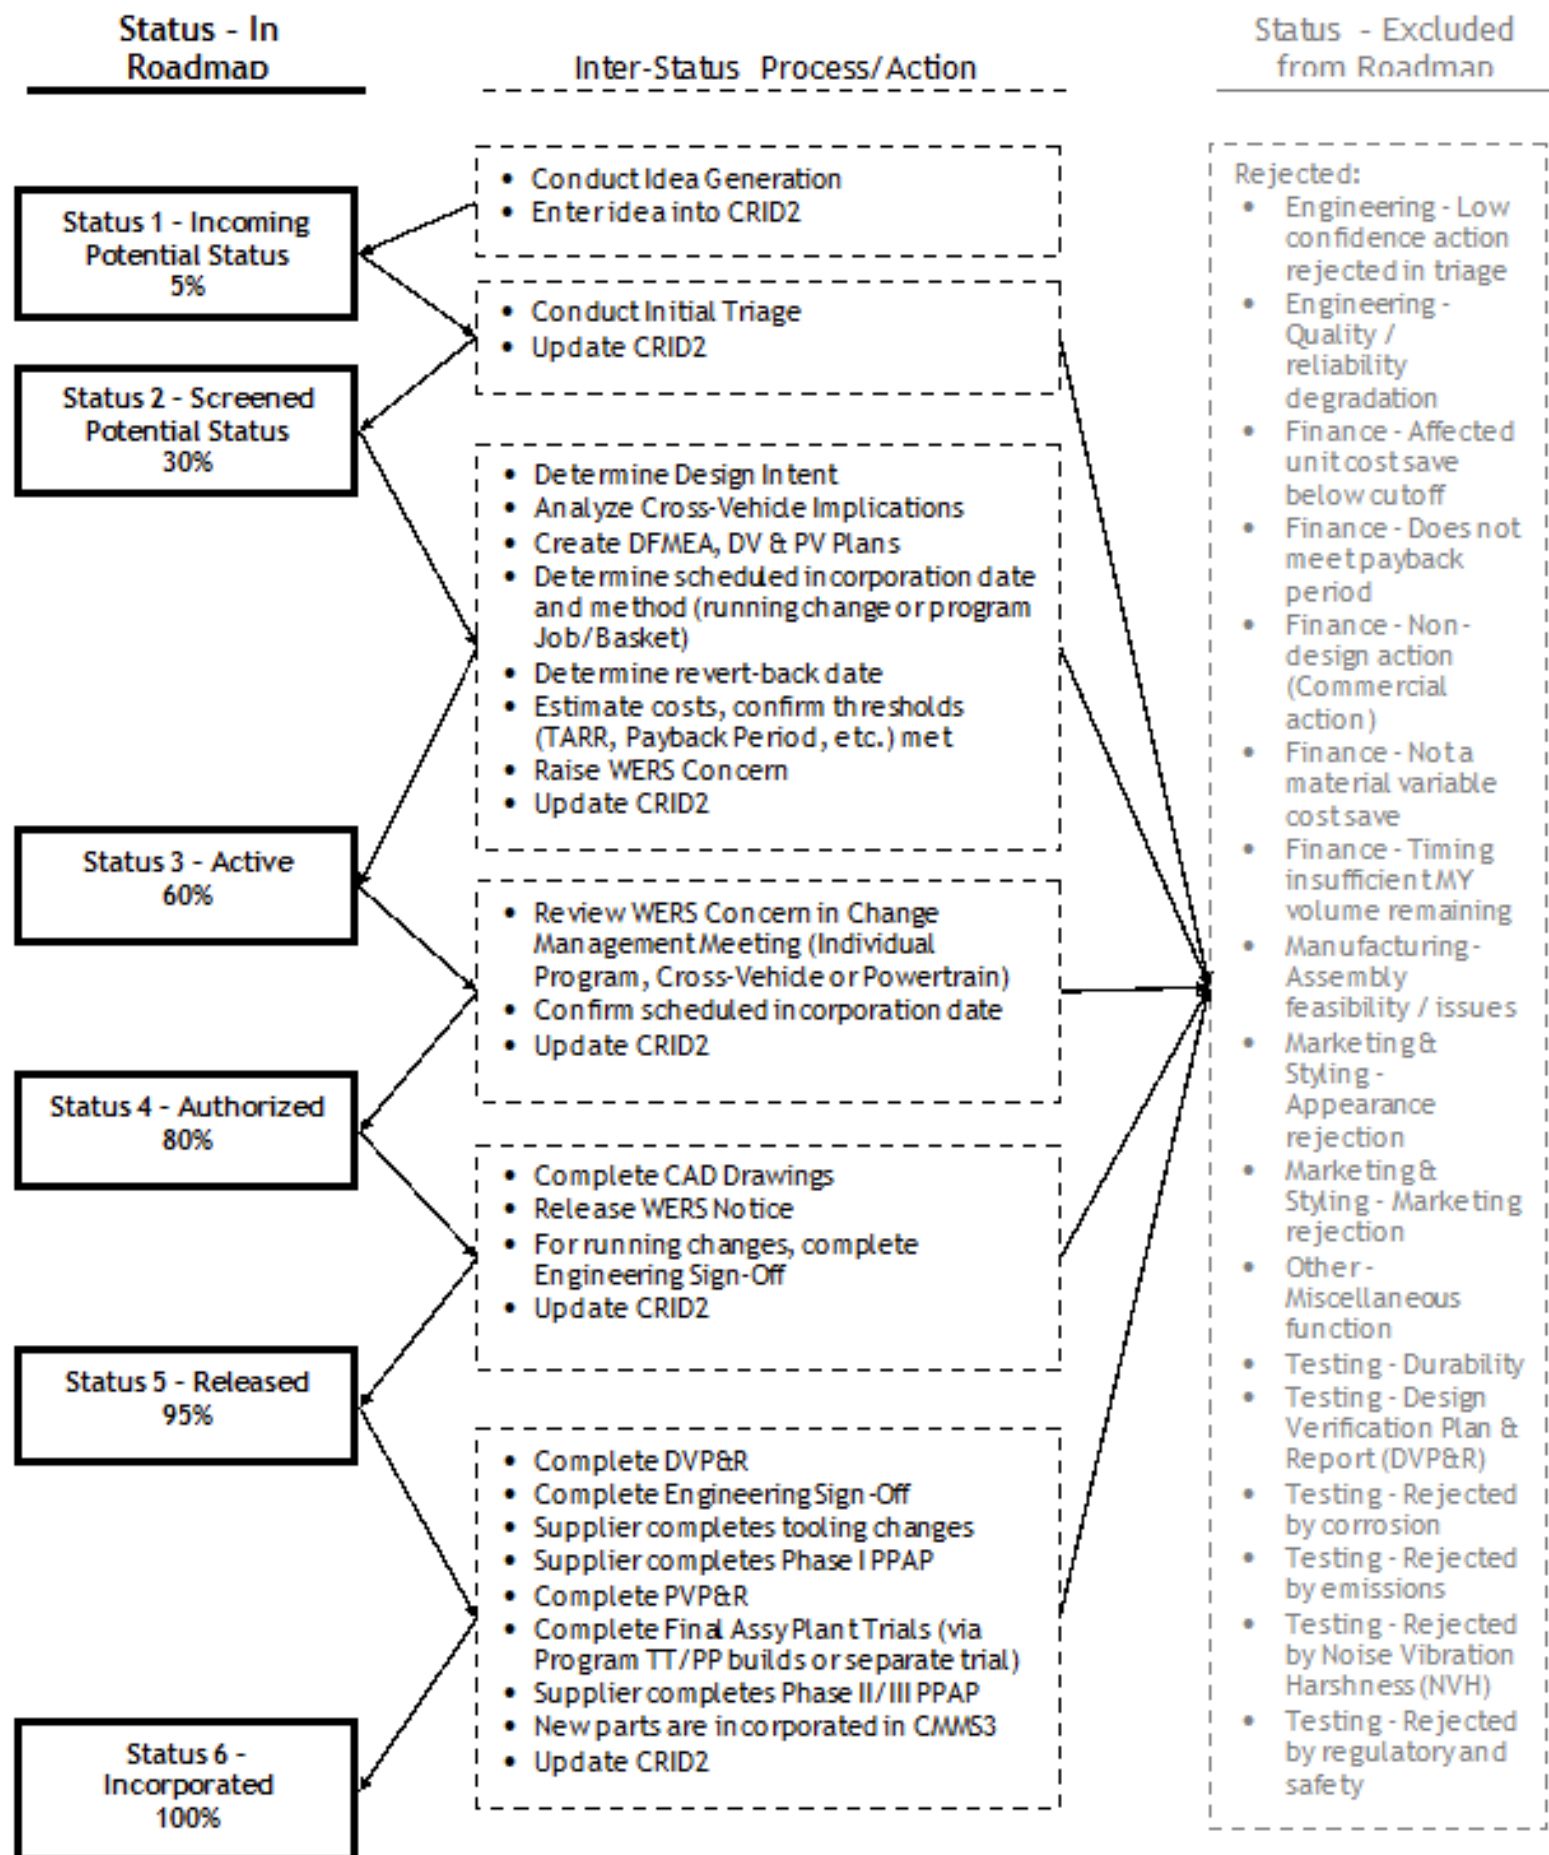 Status - In
Roadmap
Inter-Status Process/Action
Status - Excluded
from Roadmap
Status 1 - Incoming
Potential Status
5%
Status 2 - Screened
Potential Status
30%
Status 3 - Active
60%
Status 4 - Authorized
80%
Status 5 - Released
95%
Status 6 -
Incorporated
100%
• Conduct Idea Generation
• Enter idea into CRID2
• Conduct Initial Triage
• Update CRID2
• Determine Design Intent
• Analyze Cross-Vehicle Implications
• Create DFMEA, DV & PV Plans
• Determine scheduled incorporation date
and method (running change or program
Job/Basket)
• Determine revert-back date
• Estimate costs, confirm thresholds
(TARR, Payback Period, etc.) met
• Raise WERS Concern
• Update CRID2
• Review WERS Concern in Change
Management Meeting (Individual
Program, Cross-Vehicle or Powertrain)
• Confirm scheduled incorporation date
• Update CRID2
• Complete CAD Drawings
• Release WERS Notice
• For running changes, complete
Engineering Sign-Off
• Update CRID2
• Complete DVP&R
• Complete Engineering Sign-Off
• Supplier completes tooling changes
• Supplier completes Phase I PPAP
• Complete PVP&R
• Complete Final Assy Plant Trials (via
Program TT/PP builds or separate trial)
• Supplier completes Phase II/III PPAP
• New parts are incorporated in CMMS3
• Update CRID2
Rejected:
• Engineering - Low
confidence action
rejected in triage
• Engineering -
Quality /
reliability
degradation
• Finance - Affected
unit cost save
below cutoff
• Finance - Does not
meet payback
period
• Finance - Non-
design action
(Commercial
action)
• Finance - Not a
material variable
cost save
• Finance - Timing
insufficient MY
volume remaining
• Manufacturing -
Assembly
feasibility / issues
• Marketing &
Styling -
Appearance
rejection
• Marketing &
Styling - Marketing
rejection
• Other -
Miscellaneous
function
• Testing - Durability
• Testing - Design
Verification Plan &
Report (DVP&R)
• Testing - Rejected
by corrosion
• Testing - Rejected
by emissions
• Testing - Rejected
by Noise Vibration
Harshness (NVH)
• Testing - Rejected
by regulatory and
safety